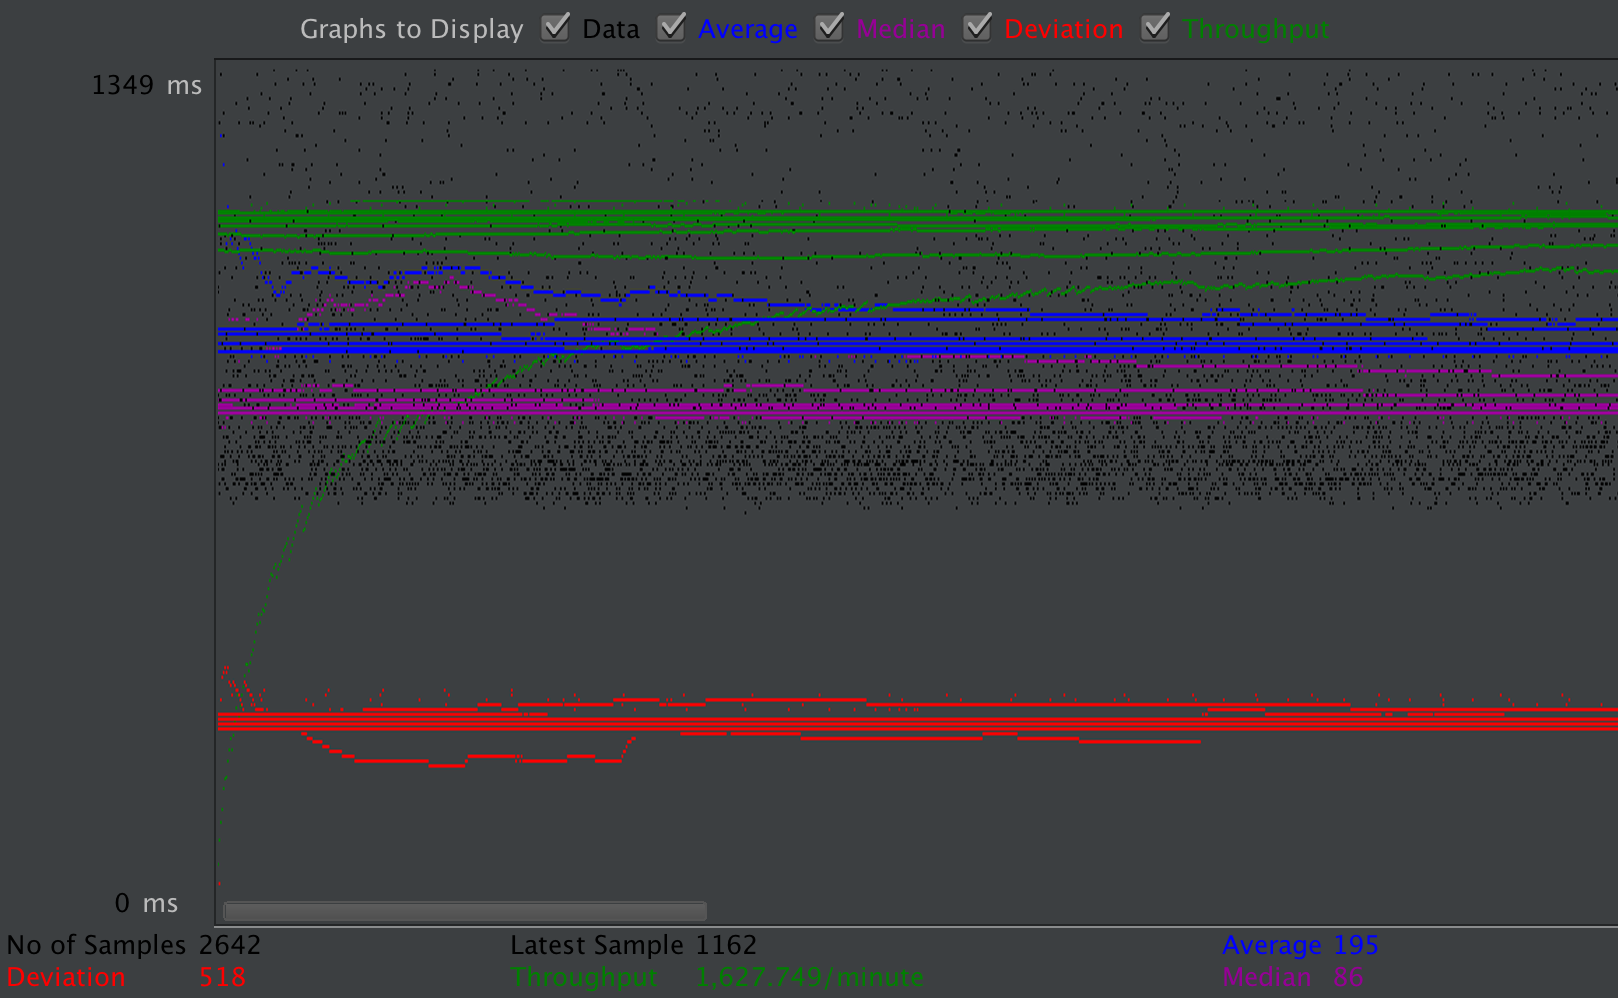 Graphs to Display Data Average Median Deviation Throughput
1349 ms
0 ms
No of Samples 2642 Latest Sample 1162 Average 195
Deviation 518 Throughput 1,627.749/minute Median 86